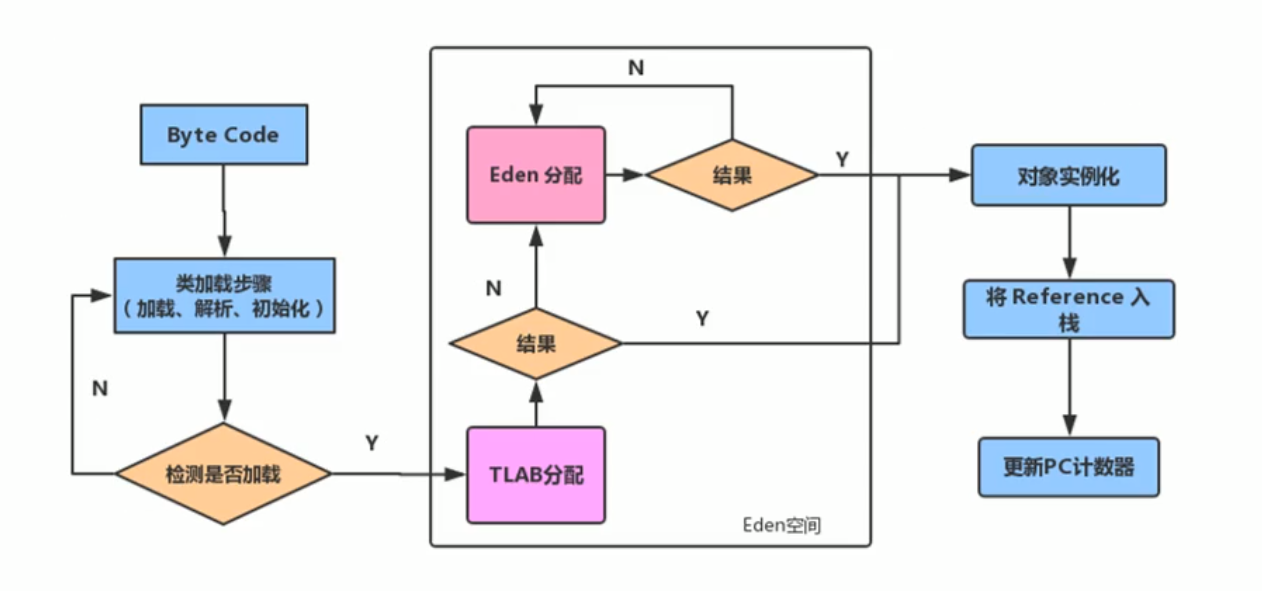 Byte Code
类加载步骤
（加载、解析、初始化）
N
检测是否加载
Y
N
Eden 分配
结果
Y
N
结果
Y
TLAB分配
Eden空间
对象实例化
将 Reference 入
栈
更新PC计数器